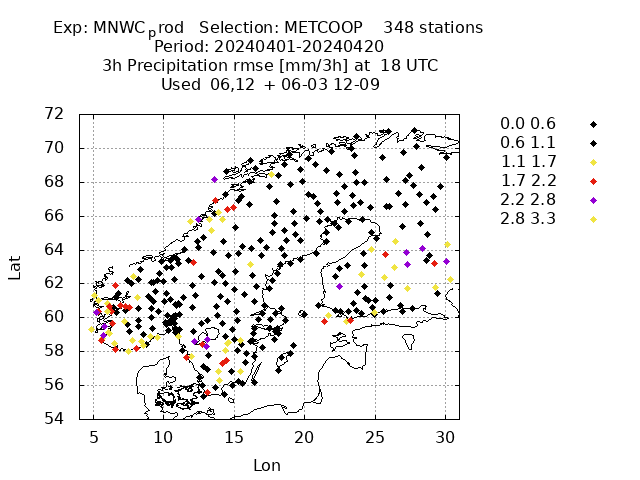 Exp: MNWC_prod Selection: METCOOP 348 stations
Period: 20240401-20240420
3h Precipitation rmse [mm/3h] at 18 UTC
Used 06,12 + 06-03 12-09
72
70
68
66
64
62
60
58
56
54
5 10 15 20 25 30
Lat
Lon
0.0 0.6
0.6 1.1
1.1 1.7
1.7 2.2
2.2 2.8
2.8 3.3